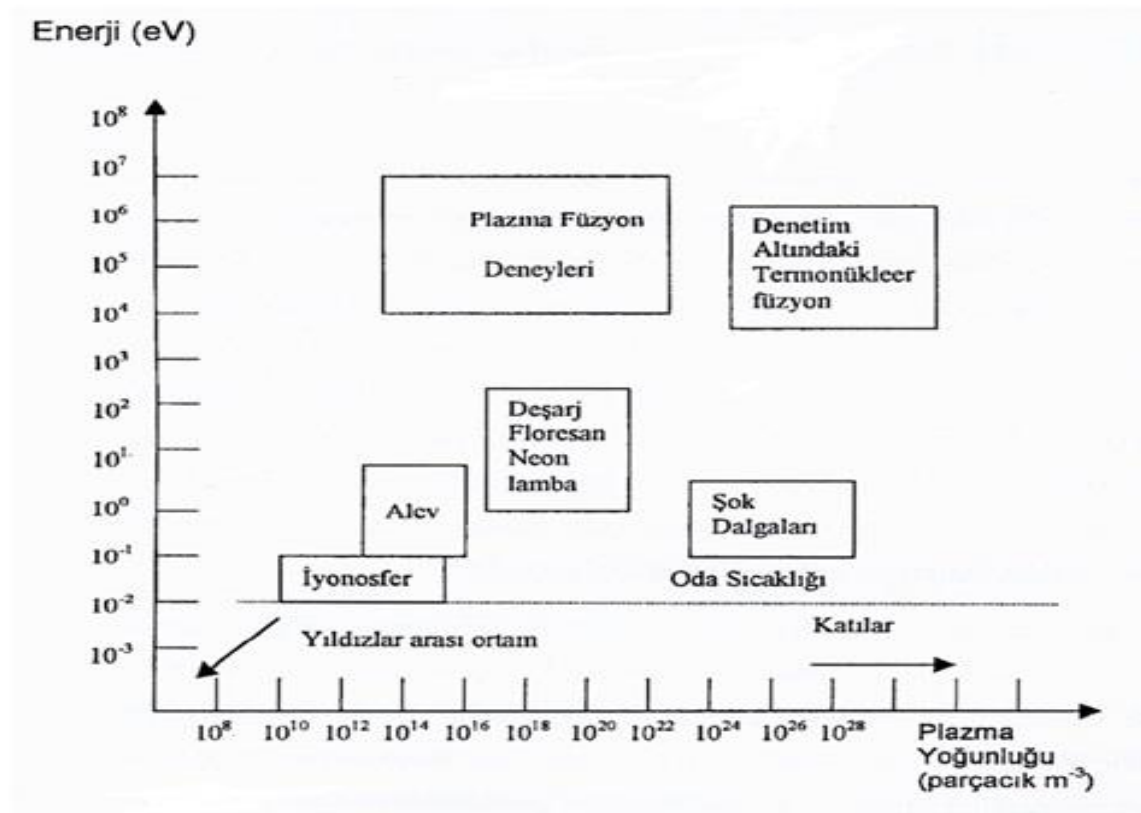 Enerji (eV)
10⁸
10⁷
10⁶
10⁵
10⁴
10³
10²
10¹
10⁰
10⁻¹
10⁻²
10⁻³
Plazma Füzyon
Deneyleri
Denetim
Altındaki
Termonükleer
füzyon
Deşarj
Floresan
Neon
lamba
Alev
Şok
Dalgaları
İyonosfer
Oda Sıcaklığı
Yıldızlar arası ortam
Katılar
10⁸ 10¹⁰ 10¹² 10¹⁴ 10¹⁶ 10¹⁸ 10²⁰ 10²² 10²⁴ 10²⁶ 10²⁸
Plazma
Yoğunluğu
(parçacık m⁻³)